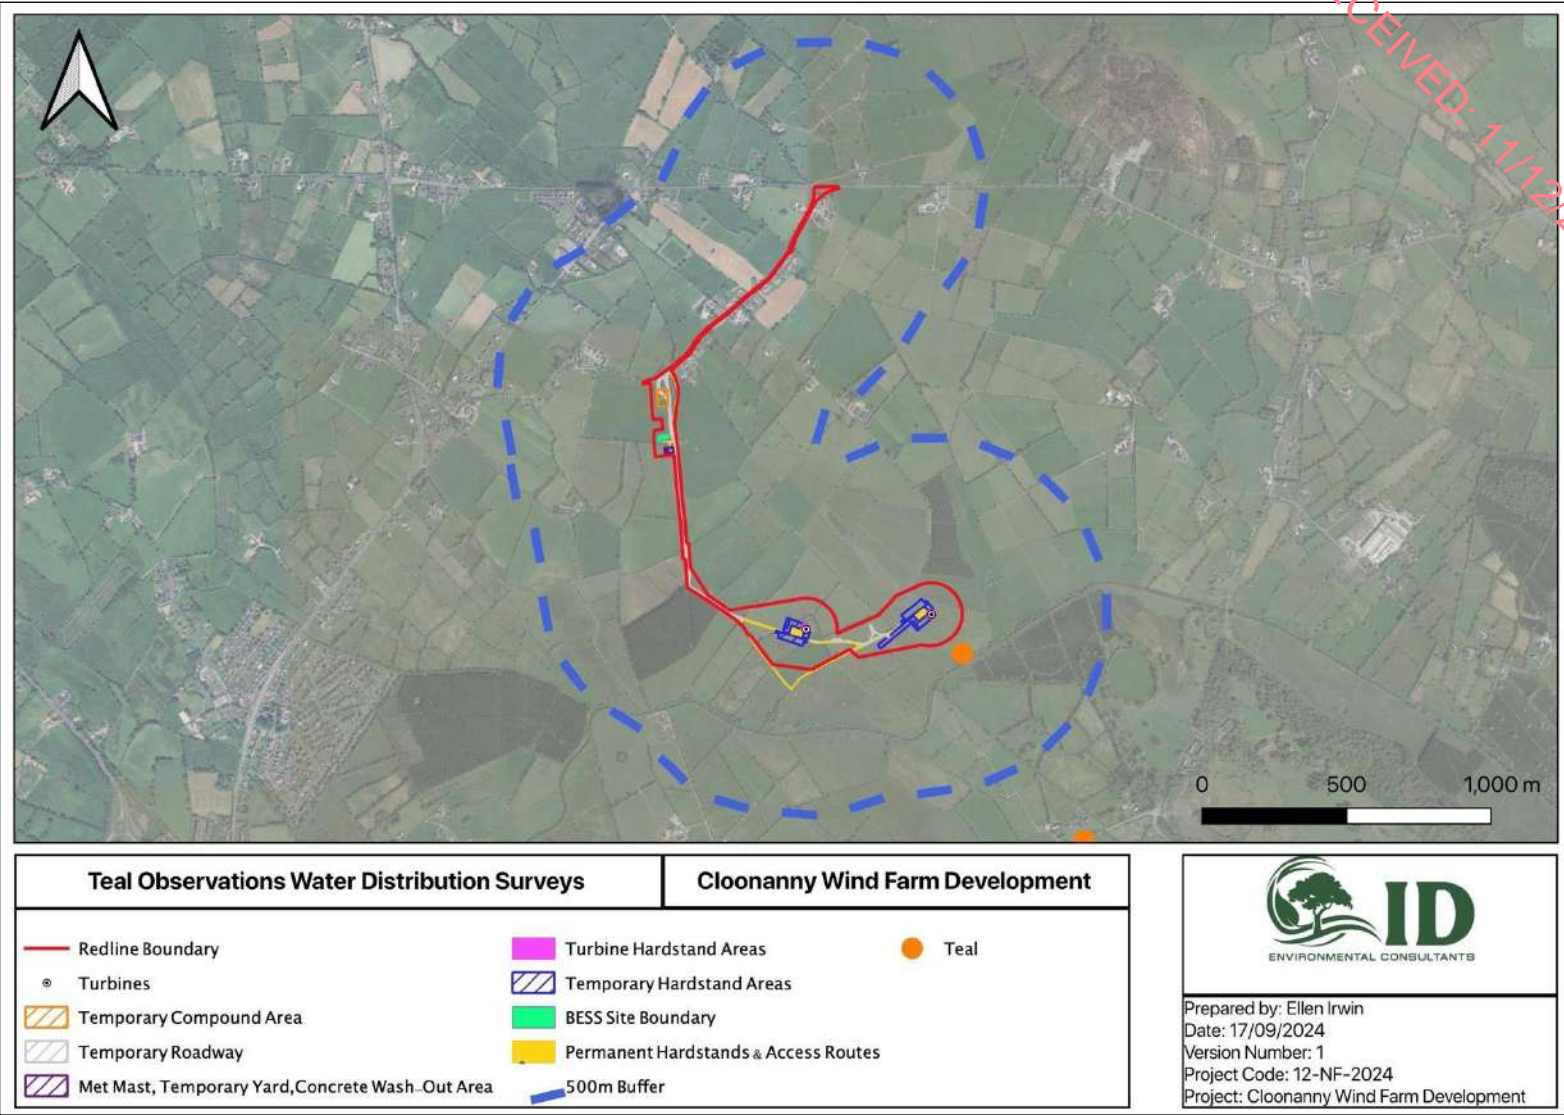 CEIVED: 11/12/
0 500 1,000 m
Teal Observations Water Distribution Surveys
Cloonanny Wind Farm Development
Redline Boundary
Turbines
Temporary Compound Area
Temporary Roadway
Met Mast, Temporary Yard,Concrete Wash-Out Area
Turbine Hardstand Areas
Temporary Hardstand Areas
BESS Site Boundary
Permanent Hardstands & Access Routes
500m Buffer
Teal
ID
ENVIRONMENTAL CONSULTANTS
Prepared by: Ellen Irwin
Date: 17/09/2024
Version Number: 1
Project Code: 12-NF-2024
Project: Cloonanny Wind Farm Development